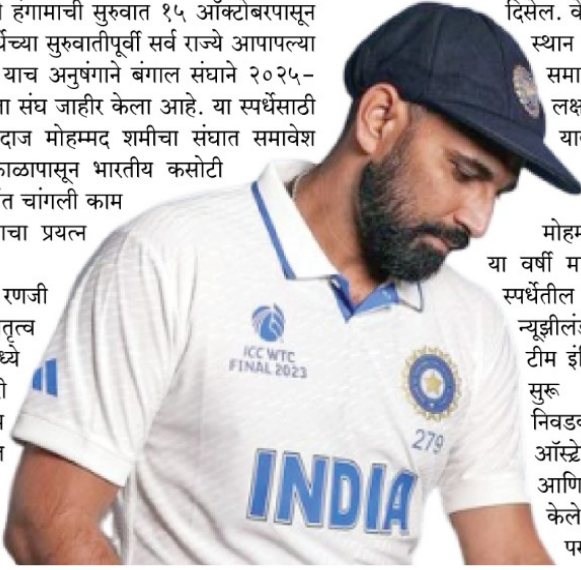 हंगामाची सुरुवात १५ ऑक्टोबरपासून
र्धेच्या सुरुवातीपूर्वी सर्व राज्ये आपापल्या
याच अनुषंगाने बंगाल संघाने २०२५-
संघ जाहीर केला आहे. या स्पर्धेसाठी
दाज मोहम्मद शमीचा संघात समावेश
काळापासून भारतीय कसोटी
त चांगली काम
चा प्रयत्न
रणजी
तृत्व
ध्ये
ICC WTC
FINAL 2023
279
INDIA
दिसेल. वे
स्थान
समा
लक्ष
या
मोहम
या वर्षी मा
स्पर्धेतील
न्यूझीलंड
टीम इं
सुरू
निवड
ऑस्ट्रे
आणि
केले
पर